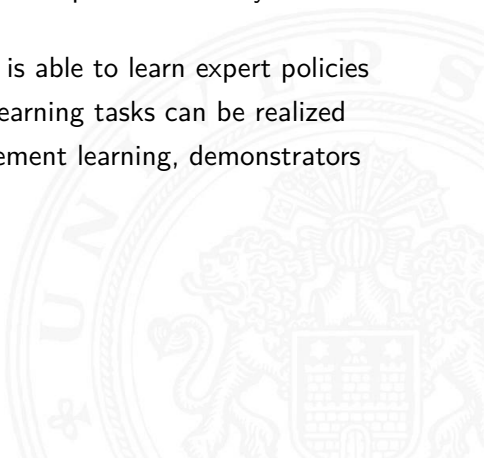 is able to learn expert policies
earning tasks can be realized
ement learning, demonstrators
U N I V E R S